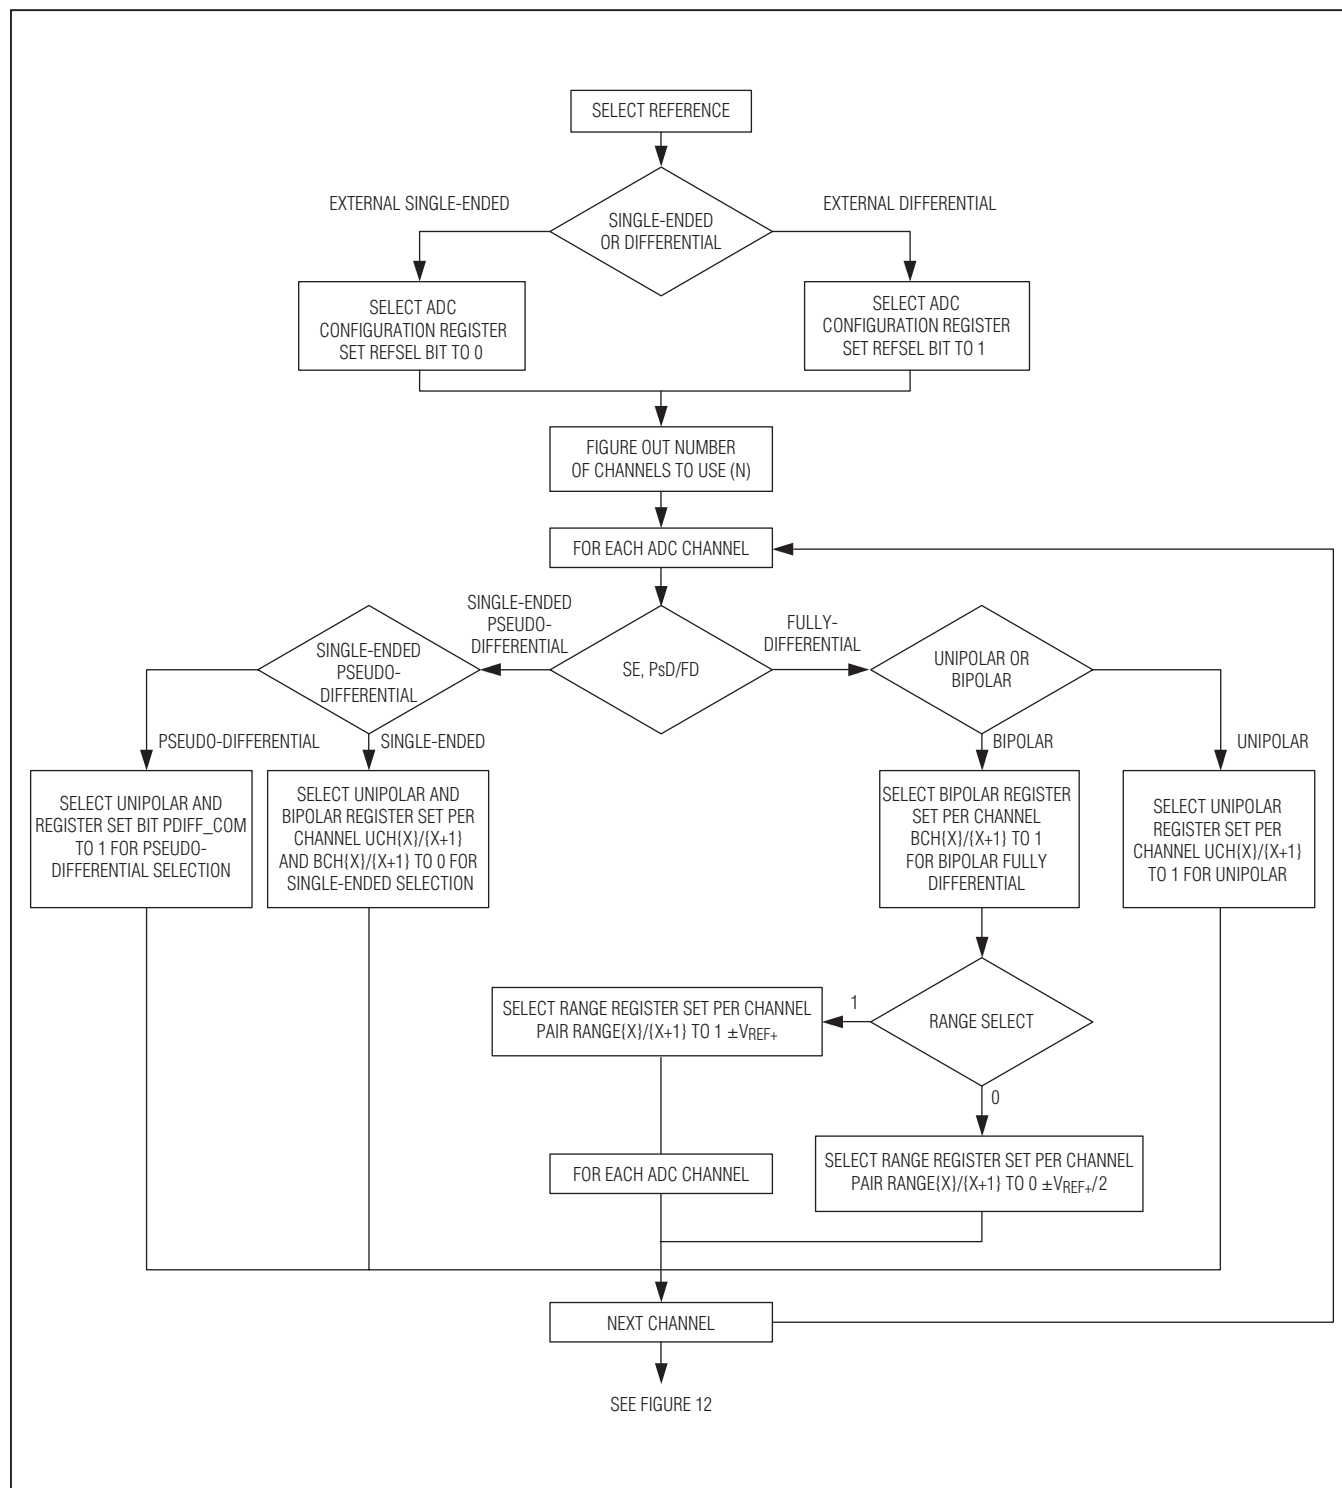 SELECT REFERENCE
EXTERNAL SINGLE-ENDED
EXTERNAL DIFFERENTIAL
SINGLE-ENDED
OR DIFFERENTIAL
SELECT ADC
CONFIGURATION REGISTER
SET REFSEL BIT TO 0
SELECT ADC
CONFIGURATION REGISTER
SET REFSEL BIT TO 1
FIGURE OUT NUMBER
OF CHANNELS TO USE (N)
FOR EACH ADC CHANNEL
SINGLE-ENDED
PSEUDO-
DIFFERENTIAL
FULLY-
DIFFERENTIAL
SINGLE-ENDED
PSEUDO-
DIFFERENTIAL
SE, PsD/FD
UNIPOLAR OR
BIPOLAR
PSEUDO-DIFFERENTIAL
SINGLE-ENDED
BIPOLAR
UNIPOLAR
SELECT UNIPOLAR AND
REGISTER SET BIT PDIFF_COM
TO 1 FOR PSEUDO-
DIFFERENTIAL SELECTION
SELECT UNIPOLAR AND
BIPOLAR REGISTER SET PER
CHANNEL UCH{X}/{X+1}
AND BCH{X}/{X+1} TO 0 FOR
SINGLE-ENDED SELECTION
SELECT BIPOLAR REGISTER
SET PER CHANNEL
BCH{X}/{X+1} TO 1
FOR BIPOLAR FULLY
DIFFERENTIAL
SELECT UNIPOLAR
REGISTER SET PER
CHANNEL UCH{X}/{X+1}
TO 1 FOR UNIPOLAR
SELECT RANGE REGISTER SET PER CHANNEL
PAIR RANGE{X}/{X+1} TO 1 ±VREF+
1
RANGE SELECT
0
FOR EACH ADC CHANNEL
SELECT RANGE REGISTER SET PER CHANNEL
PAIR RANGE{X}/{X+1} TO 0 ±VREF+/2
NEXT CHANNEL
SEE FIGURE 12